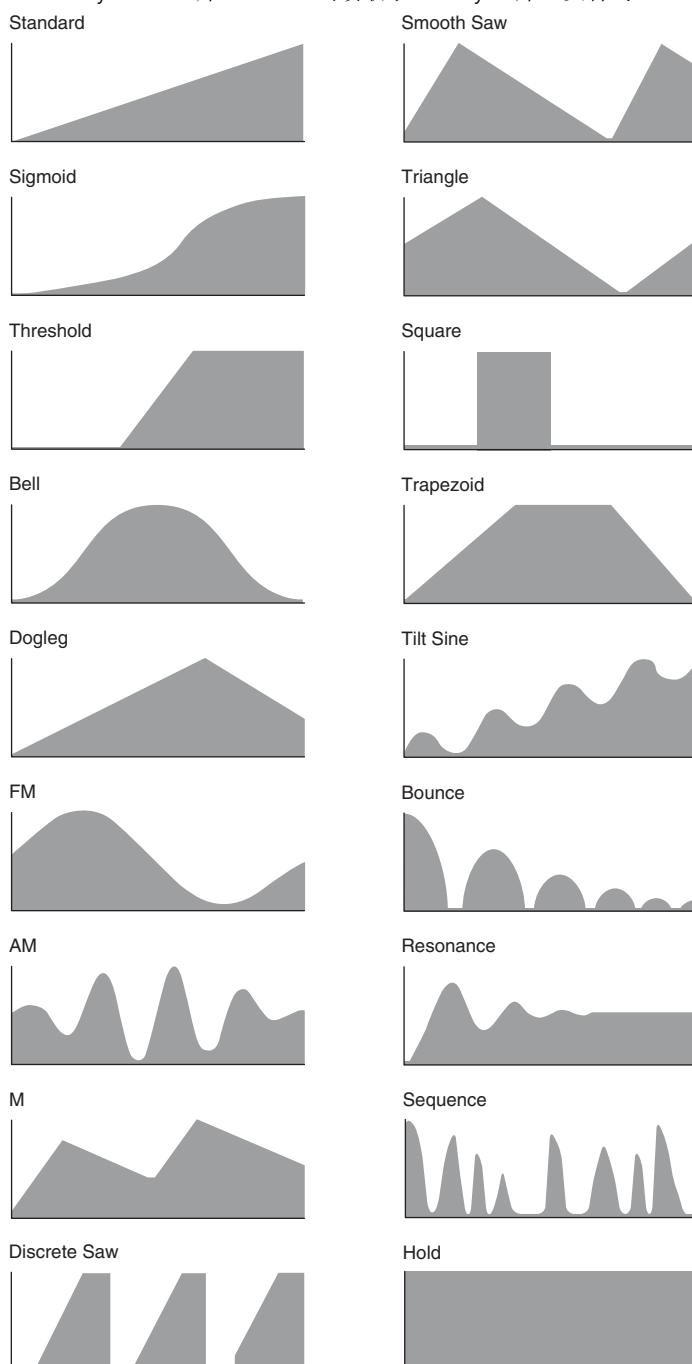 Standard
Smooth Saw
Sigmoid
Triangle
Threshold
Square
Bell
Trapezoid
Dogleg
Tilt Sine
FM
Bounce
AM
Resonance
M
Sequence
Discrete Saw
Hold